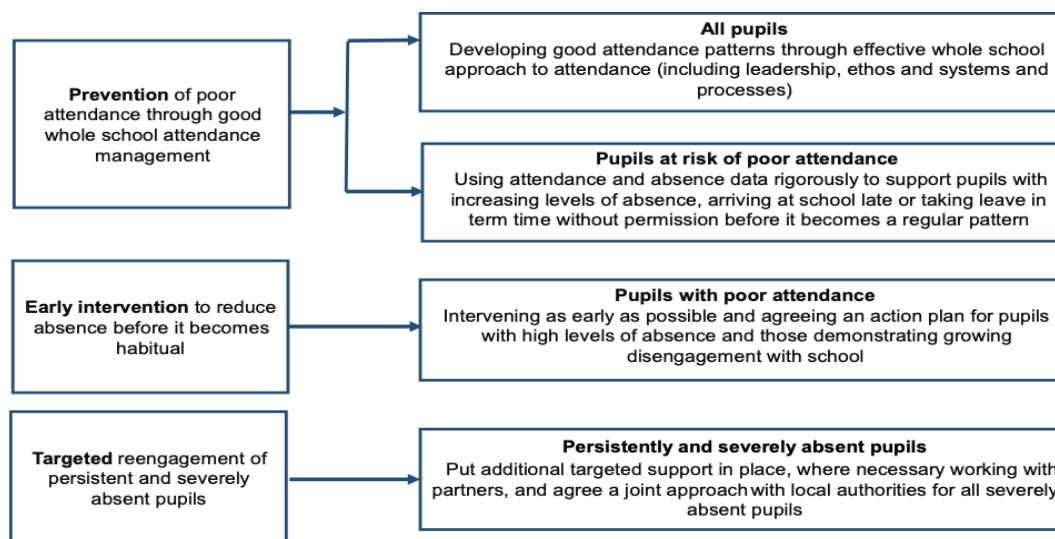 Prevention of poor
attendance through good
whole school attendance
management
All pupils
Developing good attendance patterns through effective whole school
approach to attendance (including leadership, ethos and systems and
processes)
Pupils at risk of poor attendance
Using attendance and absence data rigorously to support pupils with
increasing levels of absence, arriving at school late or taking leave in
term time without permission before it becomes a regular pattern
Early intervention to reduce
absence before it becomes
habitual
Pupils with poor attendance
Intervening as early as possible and agreeing an action plan for pupils
with high levels of absence and those demonstrating growing
disengagement with school
Targeted reengagement of
persistent and severely
absent pupils
Persistently and severely absent pupils
Put additional targeted support in place, where necessary working with
partners, and agree a joint approach with local authorities for all severely
absent pupils